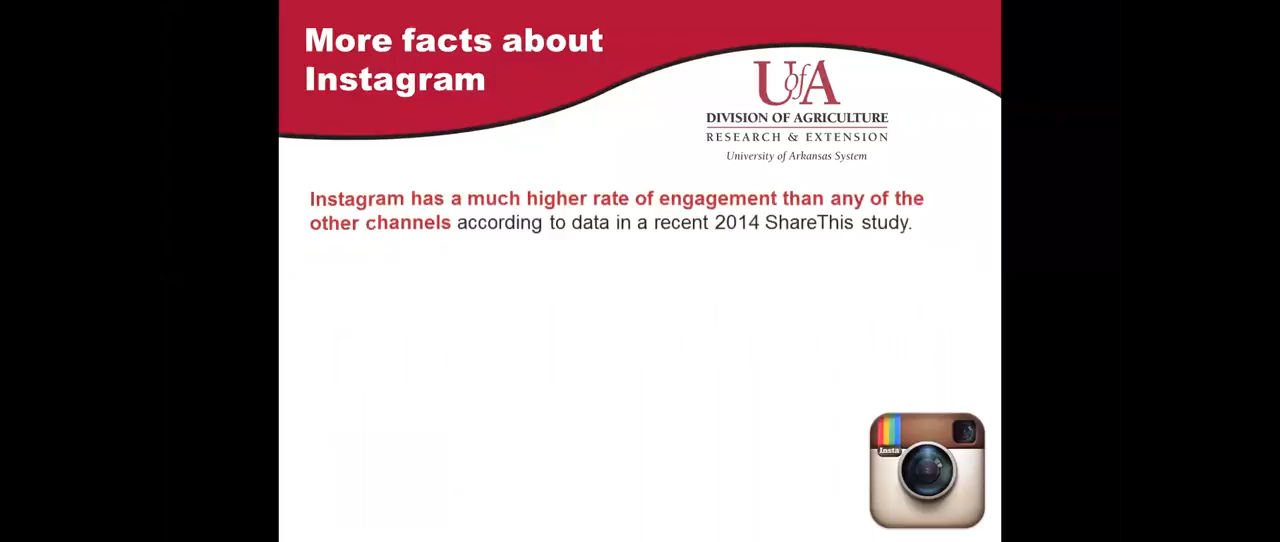 More facts about
Instagram
UofA
DIVISION OF AGRICULTURE
RESEARCH & EXTENSION
University of Arkansas System
Instagram has a much higher rate of engagement than any of the
other channels according to data in a recent 2014 ShareThis study.
Insta